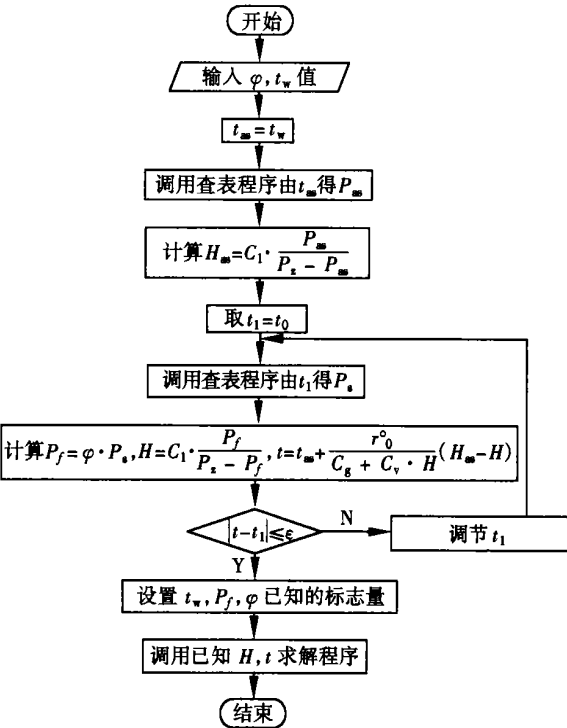 开始
输入 φ, t_w 值
t_as = t_w
调用查表程序由 t_as 得 P_as
计算 H_as = C_1 · P_as / (P_z - P_as)
取 t_1 = t_0
调用查表程序由 t_1 得 P_s
计算 P_f = φ · P_s, H = C_1 · P_f / (P_z - P_f), t = t_as + r°_0 / (C_g + C_v · H) (H_as - H)
|t - t_1| ≤ ε
N
调节 t_1
Y
设置 t_w, P_f, φ 已知的标志量
调用已知 H, t 求解程序
结束